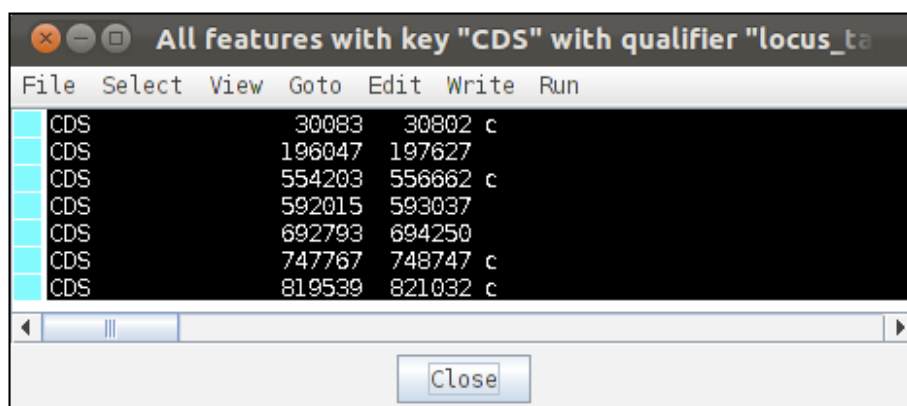 All features with key "CDS" with qualifier "locus_ta
File Select View Goto Edit Write Run
CDS 30083 30802 c
CDS 196047 197627
CDS 554203 556662 c
CDS 592015 593037
CDS 692793 694250
CDS 747767 748747 c
CDS 819539 821032 c
Close